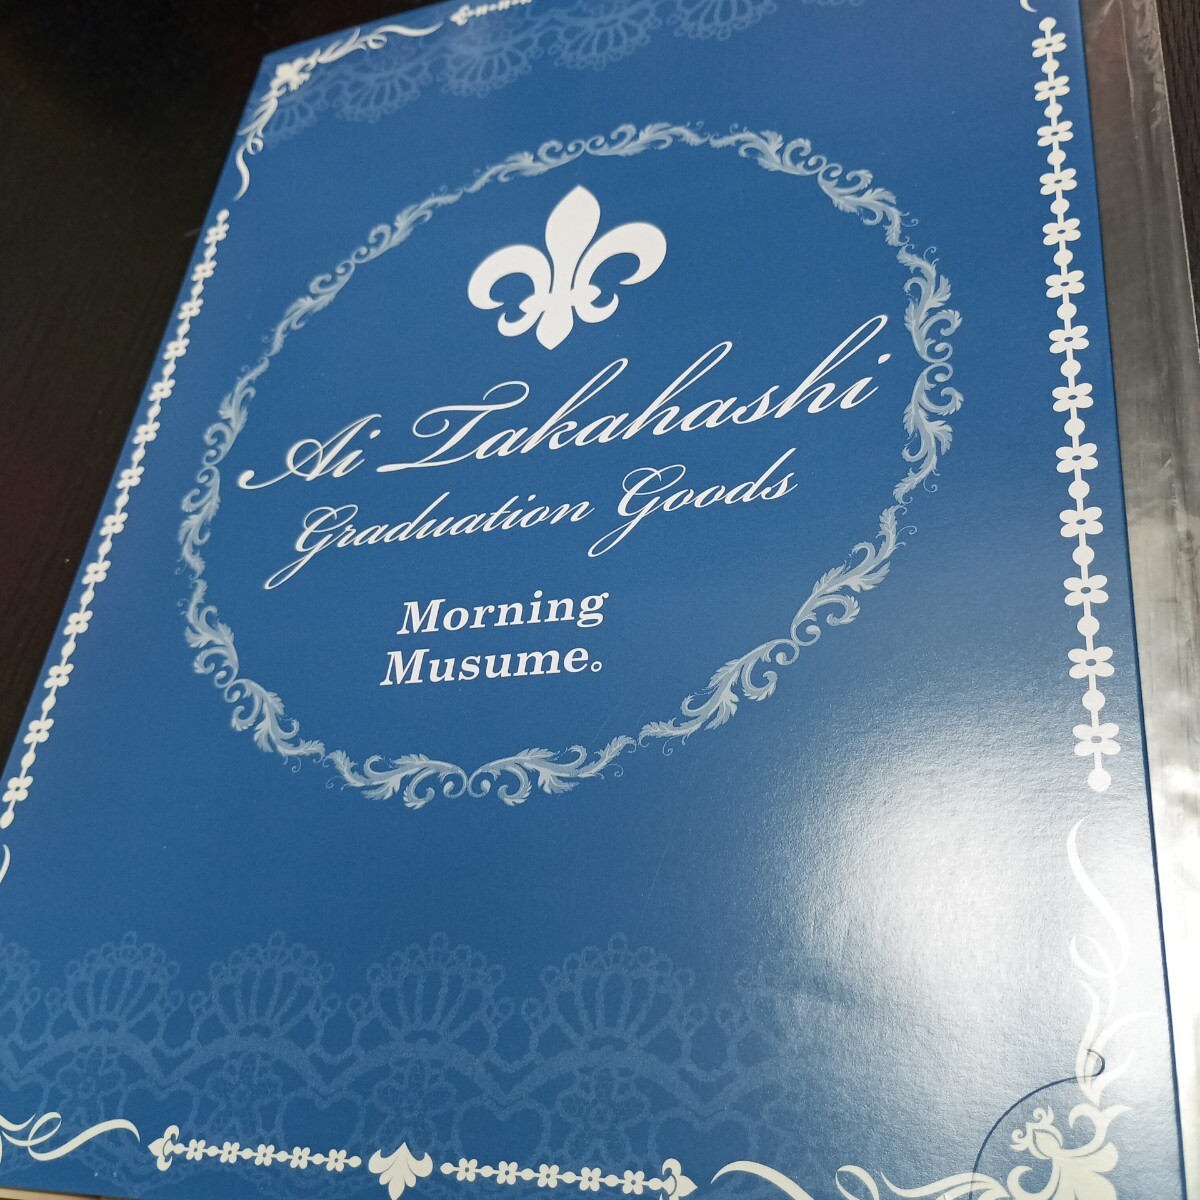 Ai Takahashi
Graduation Goods
Morning
Musume。